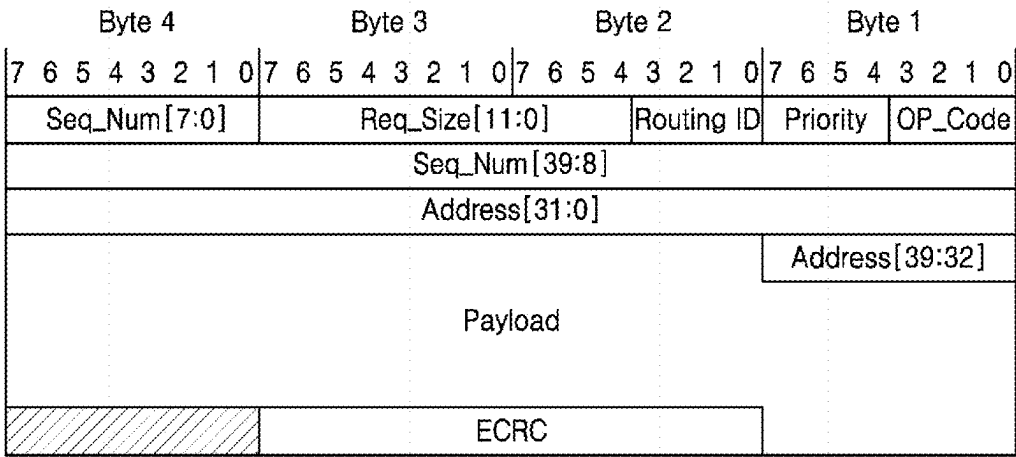 Byte 4 Byte 3 Byte 2 Byte 1
7 6 5 4 3 2 1 0 7 6 5 4 3 2 1 0 7 6 5 4 3 2 1 0 7 6 5 4 3 2 1 0
Seq_Num[7:0] Req_Size[11:0] Routing ID Priority OP_Code
Seq_Num[39:8]
Address[31:0]
Address[39:32]
Payload
ECRC